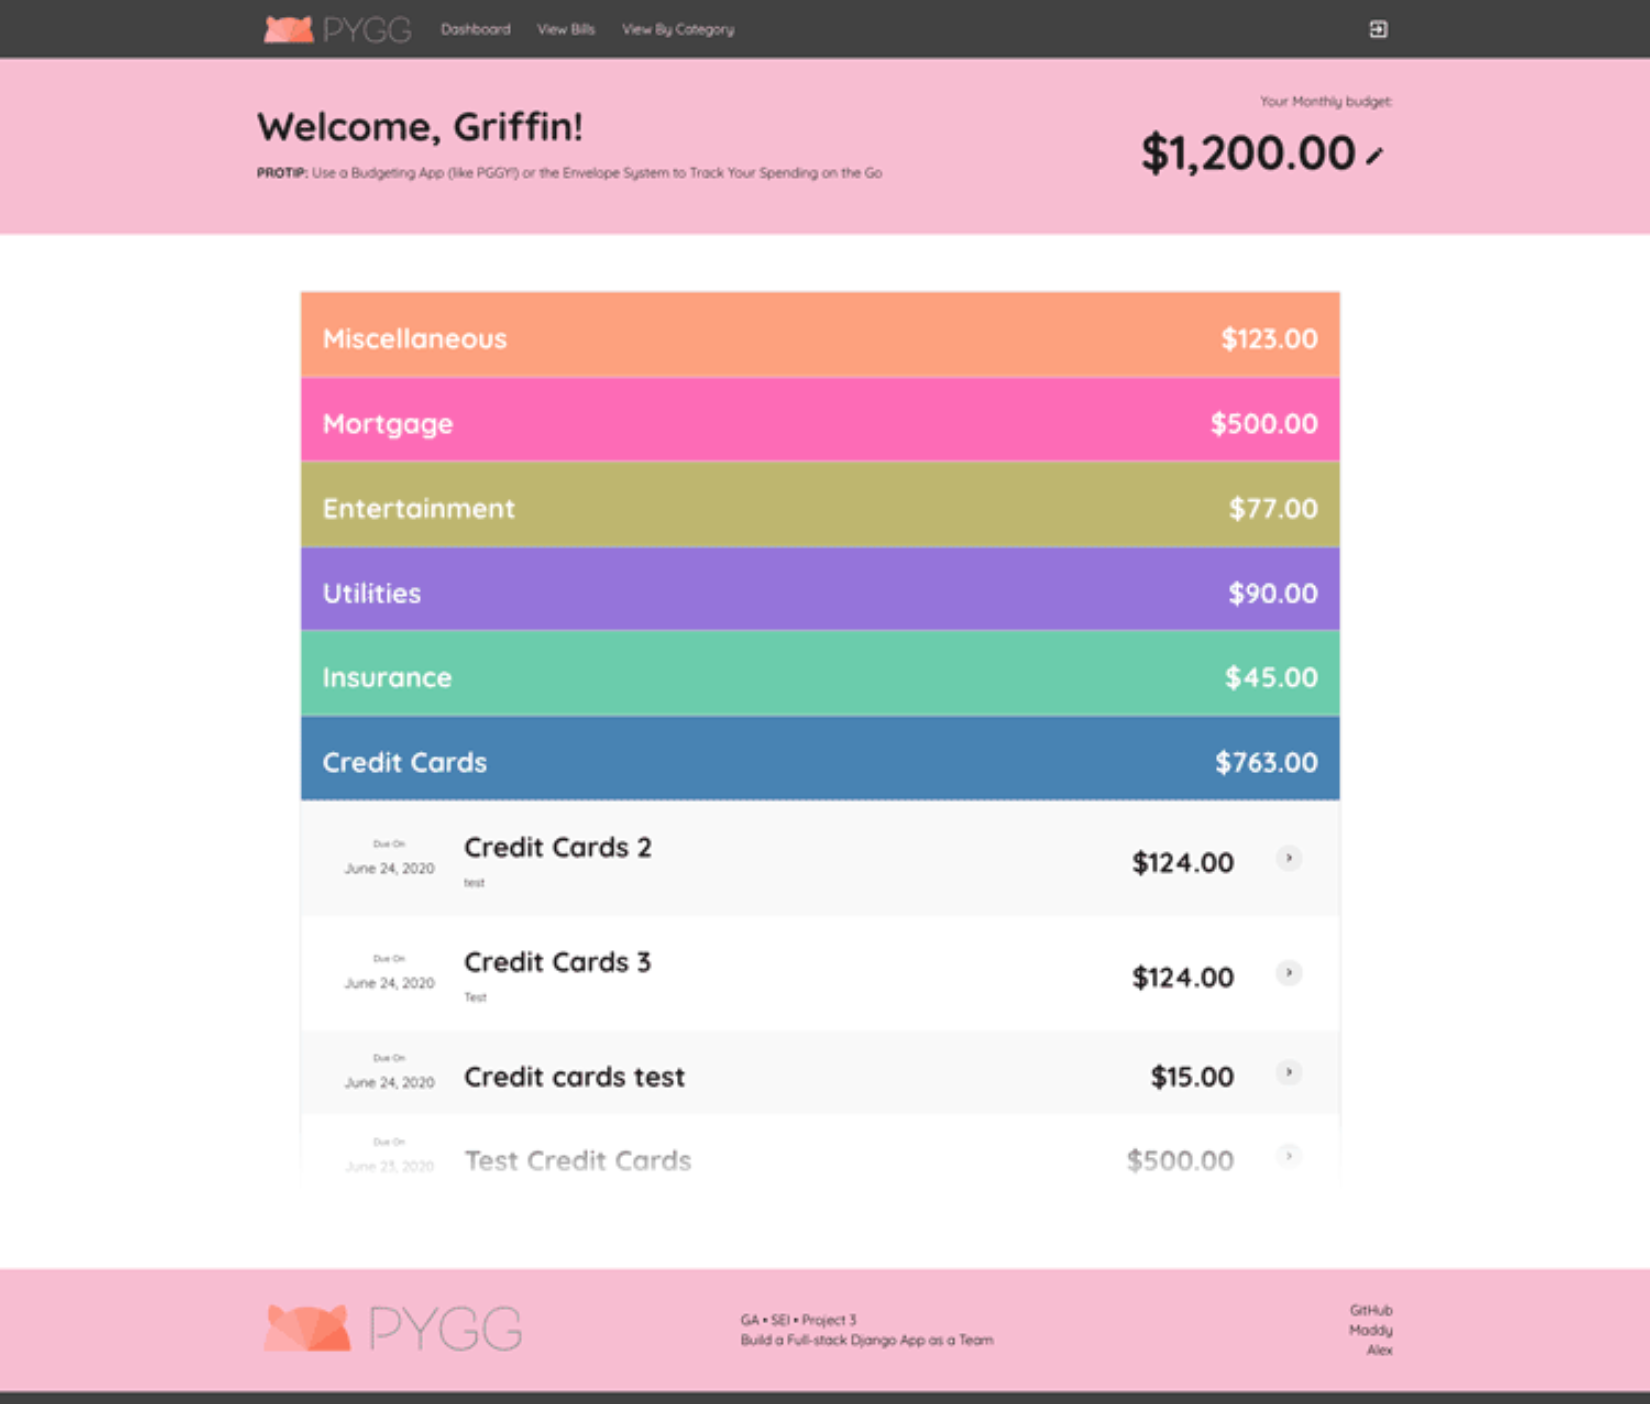 PYGG Dashboard View Bills View By Category
Your Monthly budget:
Welcome, Griffin!
$1,200.00
PROTIP: Use a Budgeting App (like PGGY!) or the Envelope System to Track Your Spending on the Go
Miscellaneous $123.00
Mortgage $500.00
Entertainment $77.00
Utilities $90.00
Insurance $45.00
Credit Cards $763.00
Due On
June 24, 2020
Credit Cards 2
test
$124.00
Due On
June 24, 2020
Credit Cards 3
Test
$124.00
Due On
June 24, 2020
Credit cards test
$15.00
Due On
June 23, 2020
Test Credit Cards
$500.00
PYGG
GA • SEI • Project 3
Build a Full-stack Django App as a Team
GitHub
Maddy
Alex